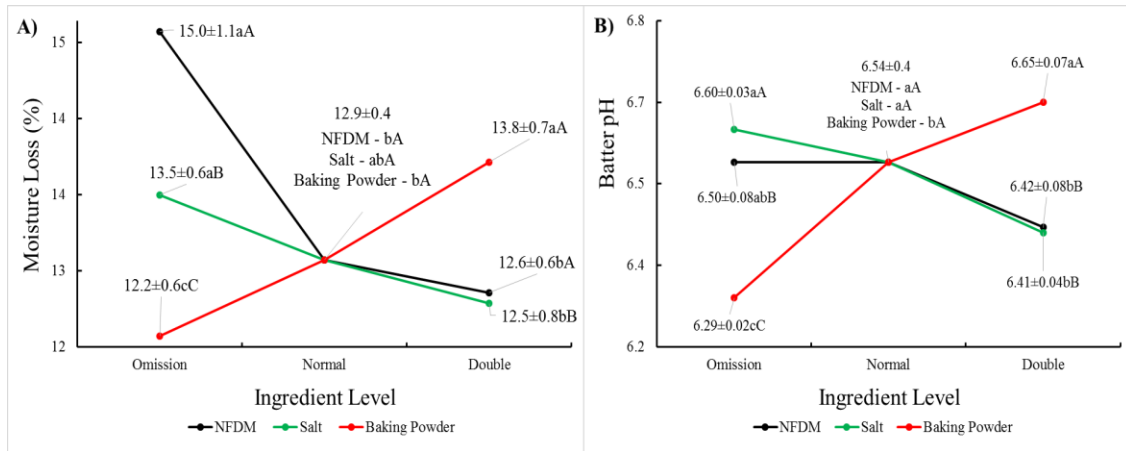 A)
Moisture Loss (%)
15
14
14
13
12
15.0±1.1aA
13.5±0.6aB
12.2±0.6cC
12.9±0.4
NFDM - bA
Salt - abA
Baking Powder - bA
13.8±0.7aA
12.6±0.6bA
12.5±0.8bB
Omission Normal Double
Ingredient Level
NFDM Salt Baking Powder
B)
Batter pH
6.8
6.7
6.5
6.4
6.2
6.60±0.03aA
6.50±0.08abB
6.29±0.02cC
6.54±0.4
NFDM - aA
Salt - aA
Baking Powder - bA
6.65±0.07aA
6.42±0.08bB
6.41±0.04bB
Omission Normal Double
Ingredient Level
NFDM Salt Baking Powder